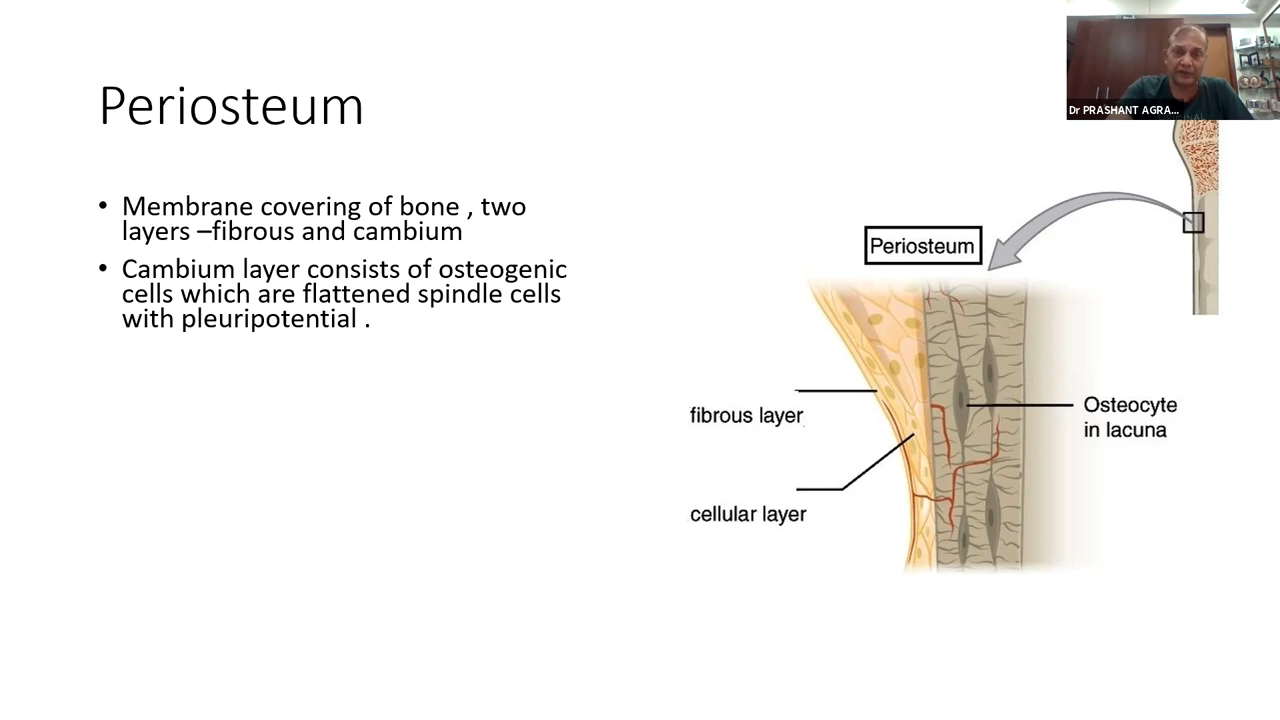 Periosteum
• Membrane covering of bone , two
layers –fibrous and cambium
• Cambium layer consists of osteogenic
cells which are flattened spindle cells
with pleuripotential .
Dr PRASHANT AGRA...
Periosteum
fibrous layer
cellular layer
Osteocyte
in lacuna